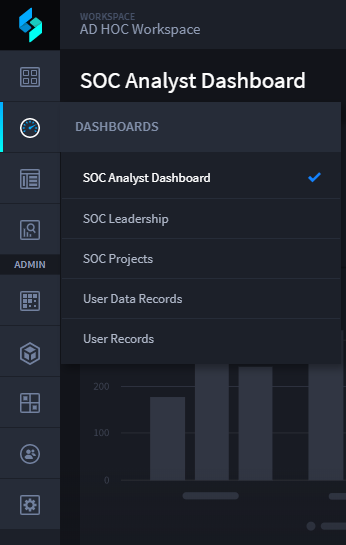 WORKSPACE
AD HOC Workspace
SOC Analyst Dashboard
DASHBOARDS
SOC Analyst Dashboard
SOC Leadership
SOC Projects
User Data Records
User Records
ADMIN
200
100
0